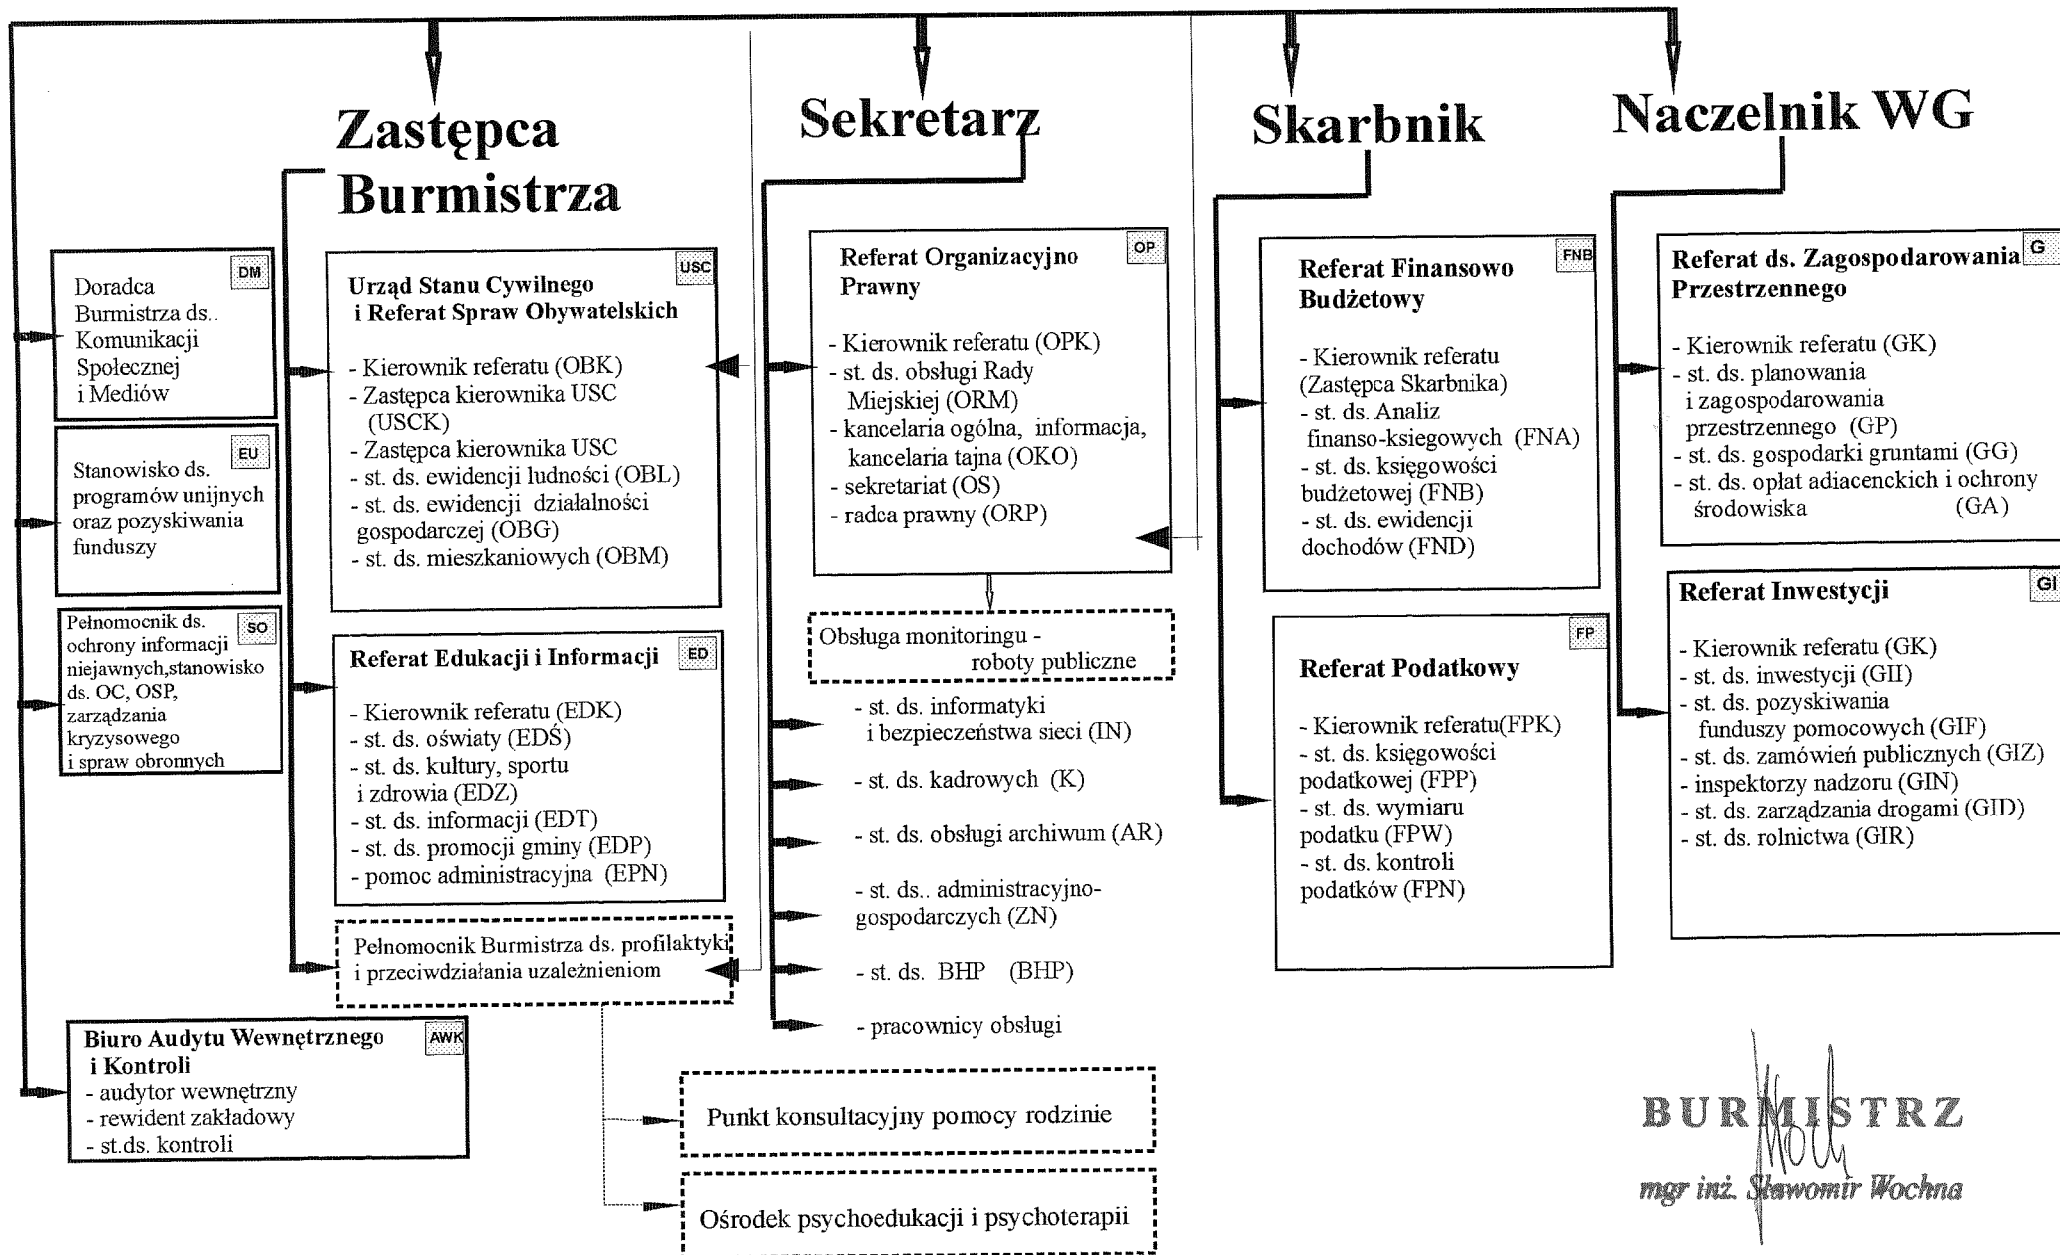 Zastępca
Burmistrza
Sekretarz
Skarbnik
Naczelnik WG
DM
Doradca
Burmistrza ds..
Komunikacji
Społecznej
i Mediów
EU
Stanowisko ds.
programów unijnych
oraz pozyskiwania
funduszy
SO
Pełnomocnik ds.
ochrony informacji
niejawnych,stanowisko
ds. OC, OSP,
zarządzania
kryzysowego
i spraw obronnych
AWK
Biuro Audytu Wewnętrznego
i Kontroli
- audytor wewnętrzny
- rewident zakładowy
- st.ds. kontroli
USC
Urząd Stanu Cywilnego
i Referat Spraw Obywatelskich
- Kierownik referatu (OBK)
- Zastępca kierownika USC
(USCK)
- Zastępca kierownika USC
- st. ds. ewidencji ludności (OBL)
- st. ds. ewidencji działalności
gospodarczej (OBG)
- st. ds. mieszkaniowych (OBM)
ED
Referat Edukacji i Informacji
- Kierownik referatu (EDK)
- st. ds. oświaty (EDŚ)
- st. ds. kultury, sportu
i zdrowia (EDZ)
- st. ds. informacji (EDT)
- st. ds. promocji gminy (EDP)
- pomoc administracyjna (EPN)
Pełnomocnik Burmistrza ds. profilaktyki
i przeciwdziałania uzależnieniom
Punkt konsultacyjny pomocy rodzinie
Ośrodek psychoedukacji i psychoterapii
OP
Referat Organizacyjno
Prawny
- Kierownik referatu (OPK)
- st. ds. obsługi Rady
Miejskiej (ORM)
- kancelaria ogólna, informacja,
kancelaria tajna (OKO)
- sekretariat (OS)
- radca prawny (ORP)
Obsługa monitoringu -
roboty publiczne
- st. ds. informatyki
i bezpieczeństwa sieci (IN)
- st. ds. kadrowych (K)
- st. ds. obsługi archiwum (AR)
- st. ds.. administracyjno-
gospodarczych (ZN)
- st. ds. BHP (BHP)
- pracownicy obsługi
FNB
Referat Finansowo
Budżetowy
- Kierownik referatu
(Zastępca Skarbnika)
- st. ds. Analiz
finanso-ksiegowych (FNA)
- st. ds. księgowości
budżetowej (FNB)
- st. ds. ewidencji
dochodów (FND)
FP
Referat Podatkowy
- Kierownik referatu(FPK)
- st. ds. księgowości
podatkowej (FPP)
- st. ds. wymiaru
podatku (FPW)
- st. ds. kontroli
podatków (FPN)
G
Referat ds. Zagospodarowania
Przestrzennego
- Kierownik referatu (GK)
- st. ds. planowania
i zagospodarowania
przestrzennego (GP)
- st. ds. gospodarki gruntami (GG)
- st. ds. opłat adiacenckich i ochrony
środowiska (GA)
GI
Referat Inwestycji
- Kierownik referatu (GK)
- st. ds. inwestycji (GII)
- st. ds. pozyskiwania
funduszy pomocowych (GIF)
- st. ds. zamówień publicznych (GIZ)
- inspektorzy nadzoru (GIN)
- st. ds. zarządzania drogami (GID)
- st. ds. rolnictwa (GIR)
BURMISTRZ
mgr inż. Sławomir Wochna